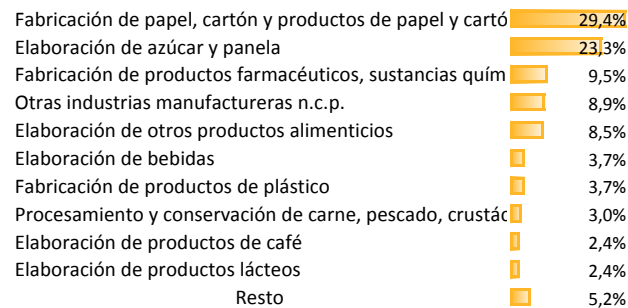 Fabricación de papel, cartón y productos de papel y cartó 29,4%
Elaboración de azúcar y panela 23,3%
Fabricación de productos farmacéuticos, sustancias quím 9,5%
Otras industrias manufactureras n.c.p. 8,9%
Elaboración de otros productos alimenticios 8,5%
Elaboración de bebidas 3,7%
Fabricación de productos de plástico 3,7%
Procesamiento y conservación de carne, pescado, crustác 3,0%
Elaboración de productos de café 2,4%
Elaboración de productos lácteos 2,4%
Resto 5,2%